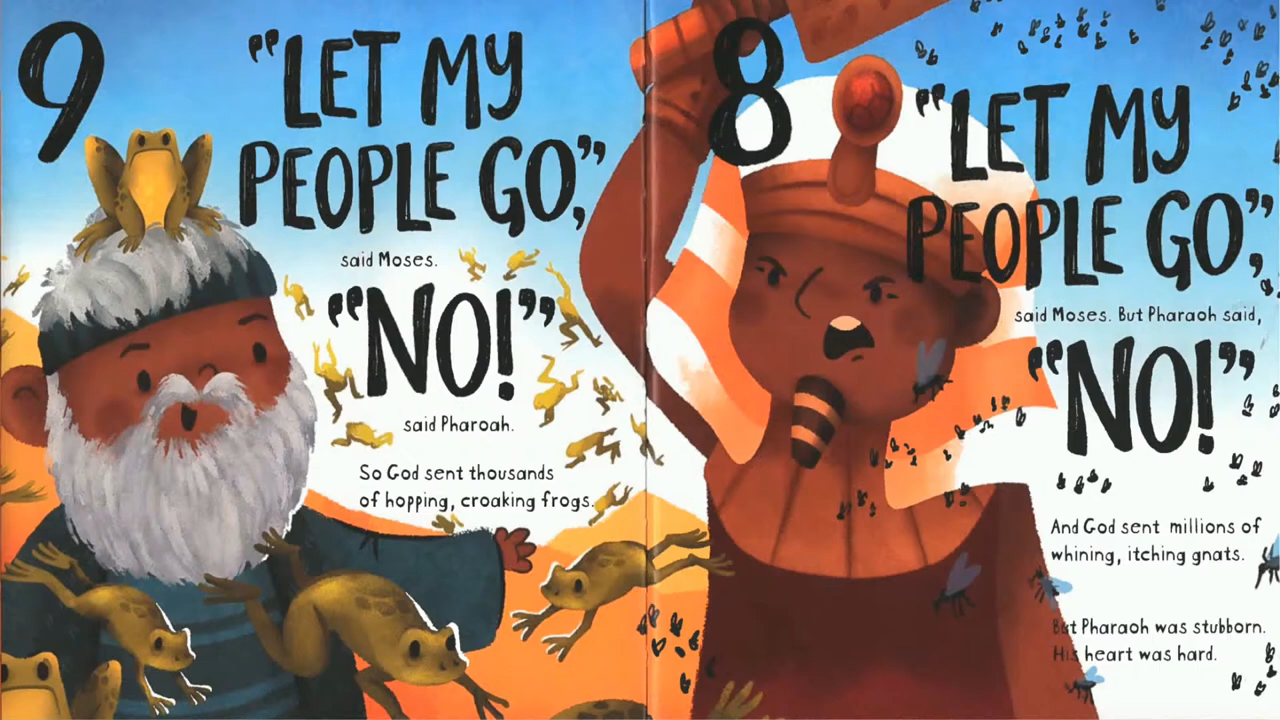 9
"LET MY
PEOPLE GO,"
said Moses.
"NO!"
said Pharoah.
So God sent thousands
of hopping, croaking frogs.
8
"LET MY
PEOPLE GO,"
said Moses. But Pharaoh said,
"NO!"
And God sent millions of
whining, itching gnats.
But Pharaoh was stubborn.
His heart was hard.